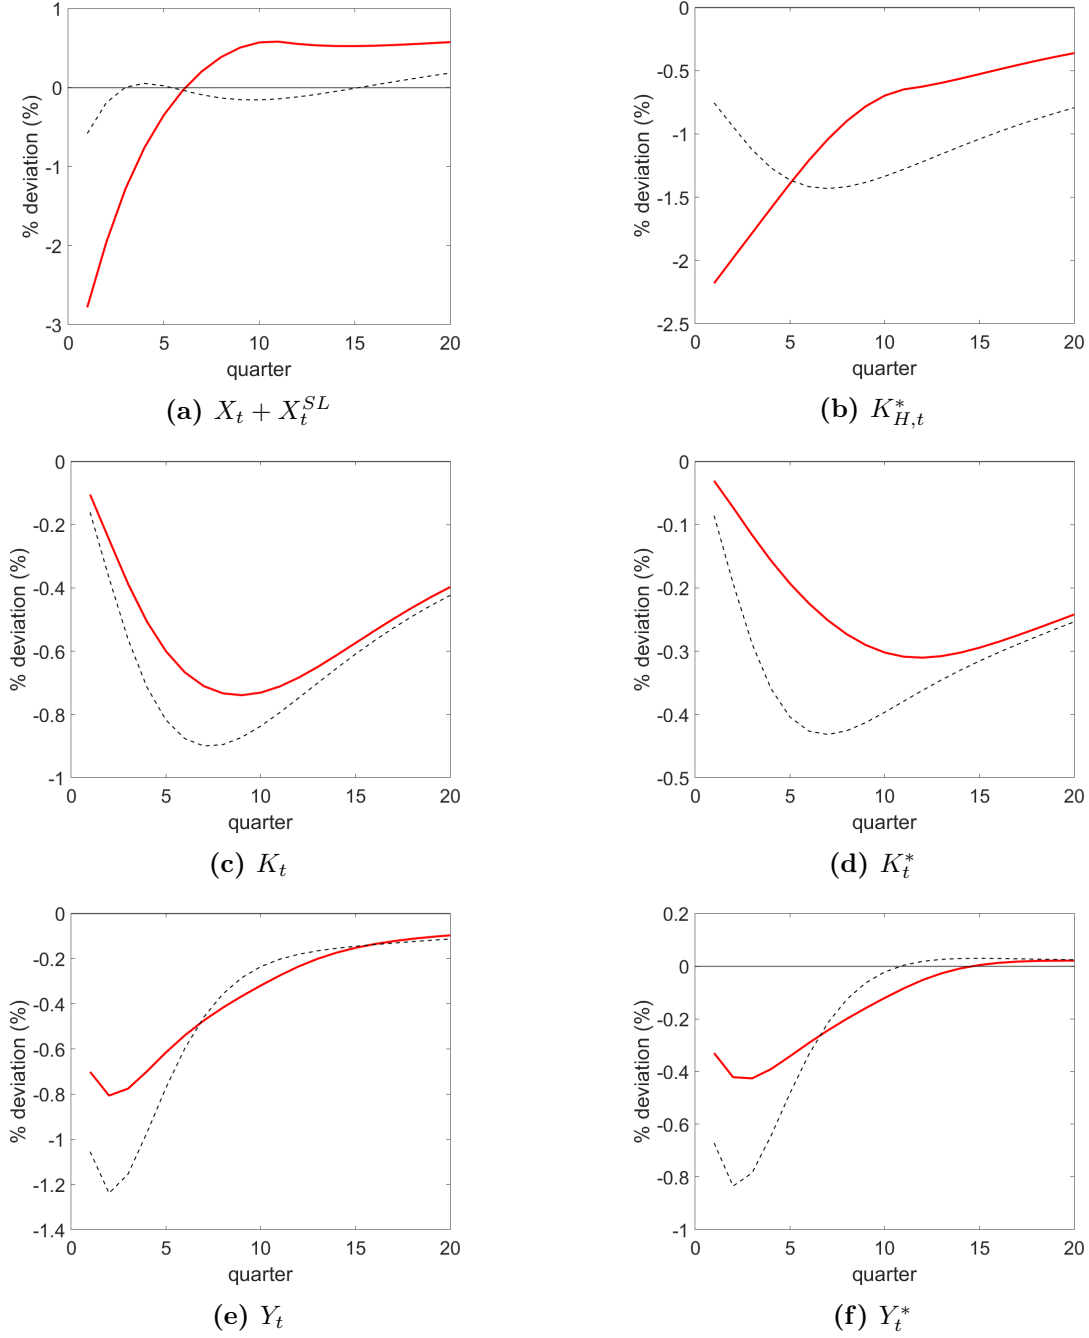 % deviation (%)
1
0
-1
-2
-3
0 5 10 15 20
quarter
(a) X_t + X_t^{SL}
% deviation (%)
0
-0.5
-1
-1.5
-2
-2.5
0 5 10 15 20
quarter
(b) K^*_{H,t}
% deviation (%)
0
-0.2
-0.4
-0.6
-0.8
-1
0 5 10 15 20
quarter
(c) K_t
% deviation (%)
0
-0.1
-0.2
-0.3
-0.4
-0.5
0 5 10 15 20
quarter
(d) K_t^*
% deviation (%)
0
-0.2
-0.4
-0.6
-0.8
-1
-1.2
-1.4
0 5 10 15 20
quarter
(e) Y_t
% deviation (%)
0.2
0
-0.2
-0.4
-0.6
-0.8
-1
0 5 10 15 20
quarter
(f) Y_t^*